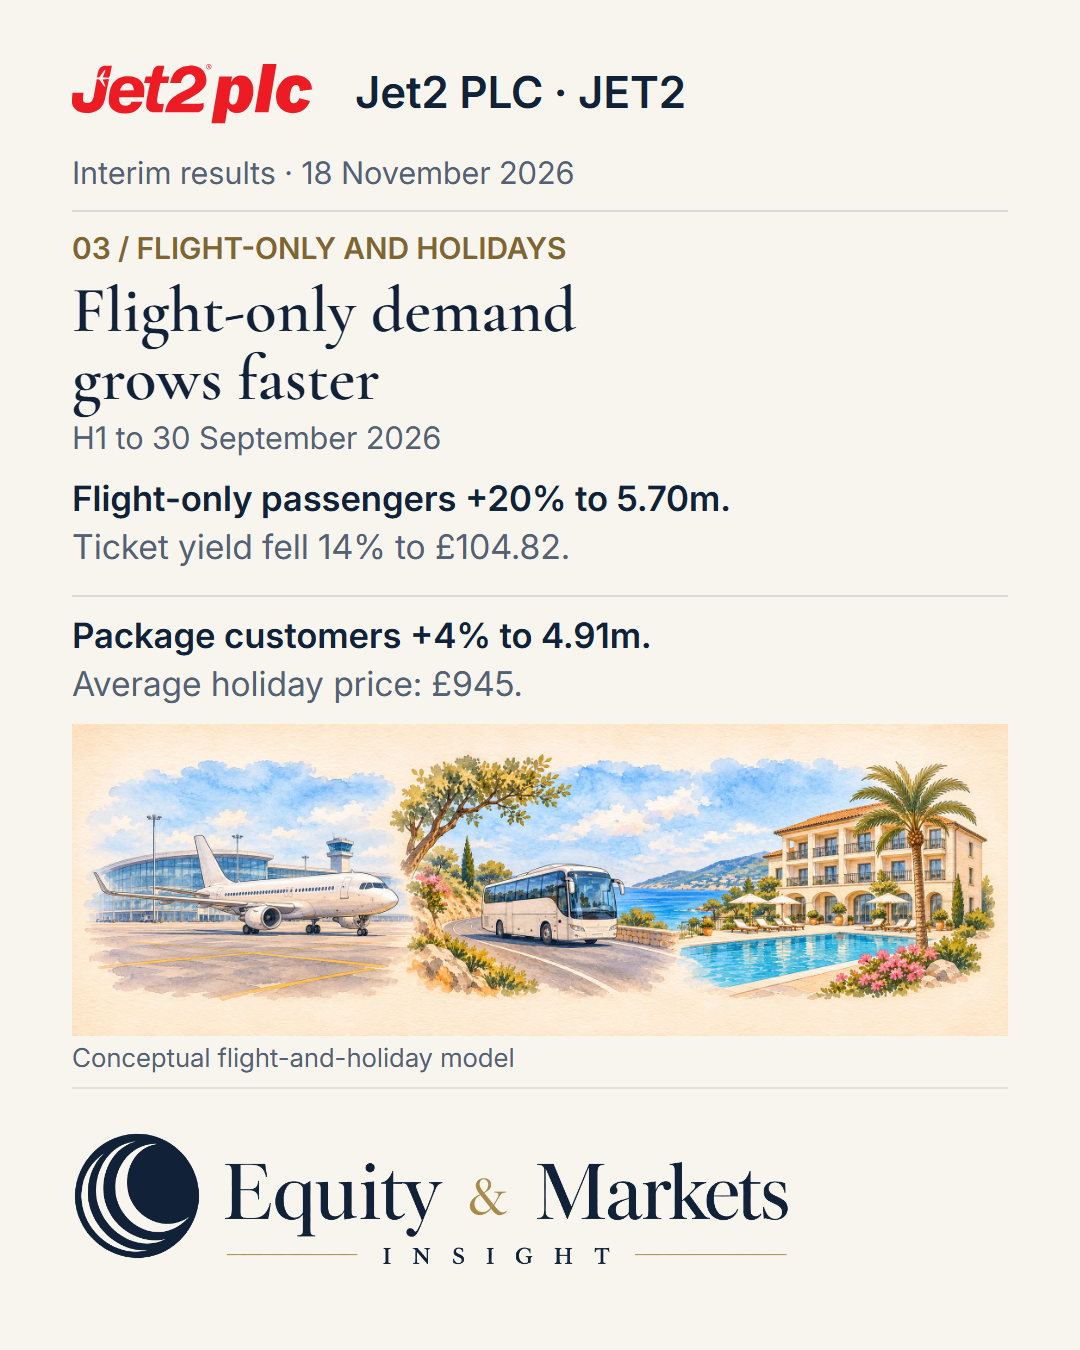 Jet2plc Jet2 PLC · JET2
Interim results · 18 November 2026
03 / FLIGHT-ONLY AND HOLIDAYS
Flight-only demand
grows faster
H1 to 30 September 2026
Flight-only passengers +20% to 5.70m.
Ticket yield fell 14% to £104.82.
Package customers +4% to 4.91m.
Average holiday price: £945.
Conceptual flight-and-holiday model
Equity & Markets
INSIGHT